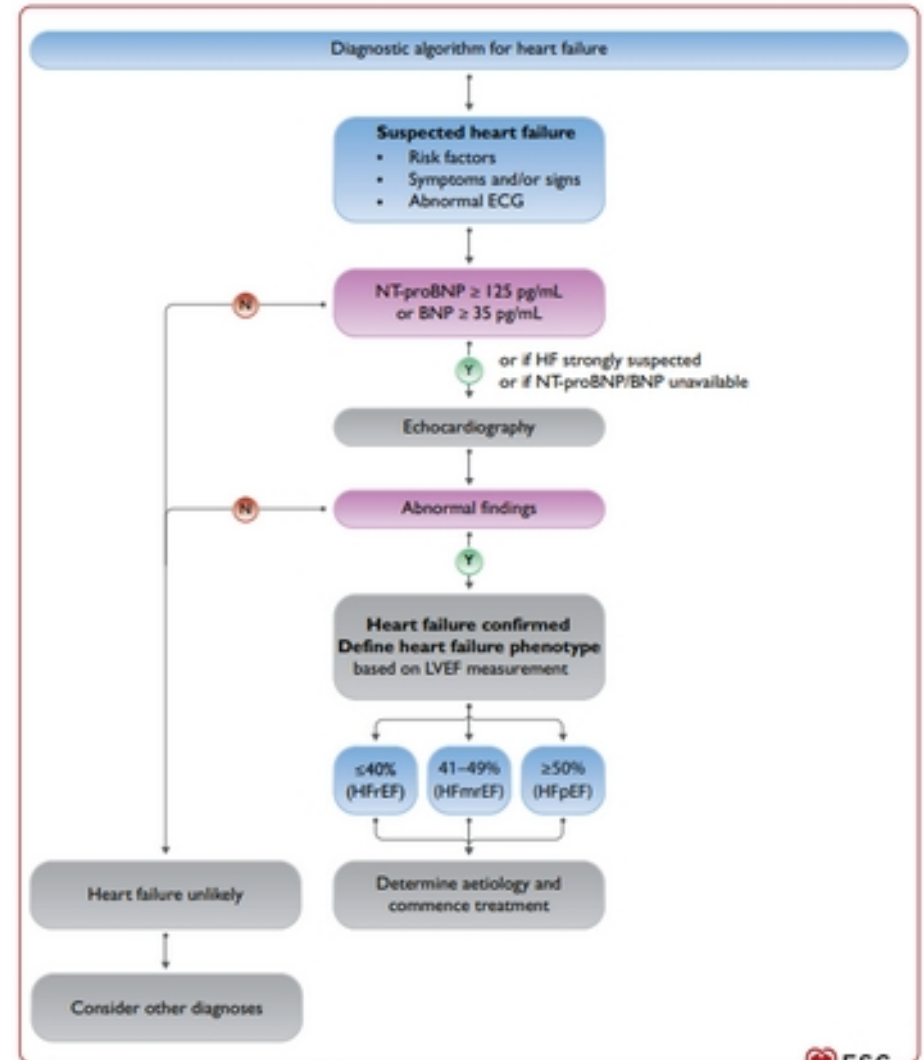 Diagnostic algorithm for heart failure
Suspected heart failure
• Risk factors
• Symptoms and/or signs
• Abnormal ECG
N
NT-proBNP ≥ 125 pg/mL
or BNP ≥ 35 pg/mL
Y
or if HF strongly suspected
or if NT-proBNP/BNP unavailable
Echocardiography
N
Abnormal findings
Y
Heart failure confirmed
Define heart failure phenotype
based on LVEF measurement
≤40%
(HFrEF)
41–49%
(HFmrEF)
≥50%
(HFpEF)
Heart failure unlikely
Determine aetiology and
commence treatment
Consider other diagnoses